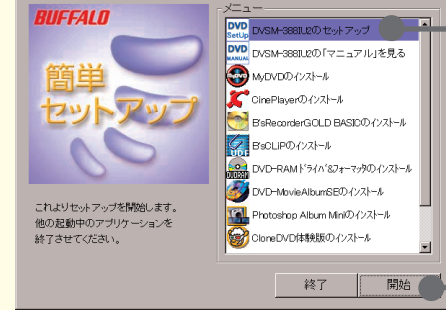 BUFFALO
簡単
セットアップ
これよりセットアップを開始します。
他の起動中のアプリケーションを
終了させてください。
メニュー
DVD SetUp DVSM-388IU2のセットアップ
DVD MANUAL DVSM-388IU2の「マニュアル」を見る
MyDVD MyDVDのインストール
CinePlayerのインストール
B'sRecorderGOLD BASICのインストール
UDF B'sCLiPのインストール
DVDRAM DVD-RAMドライバ&フォーマッタのインストール
DVD-MovieAlbumSEのインストール
Photoshop Album Miniのインストール
CloneDVD体験版のインストール
終了 開始